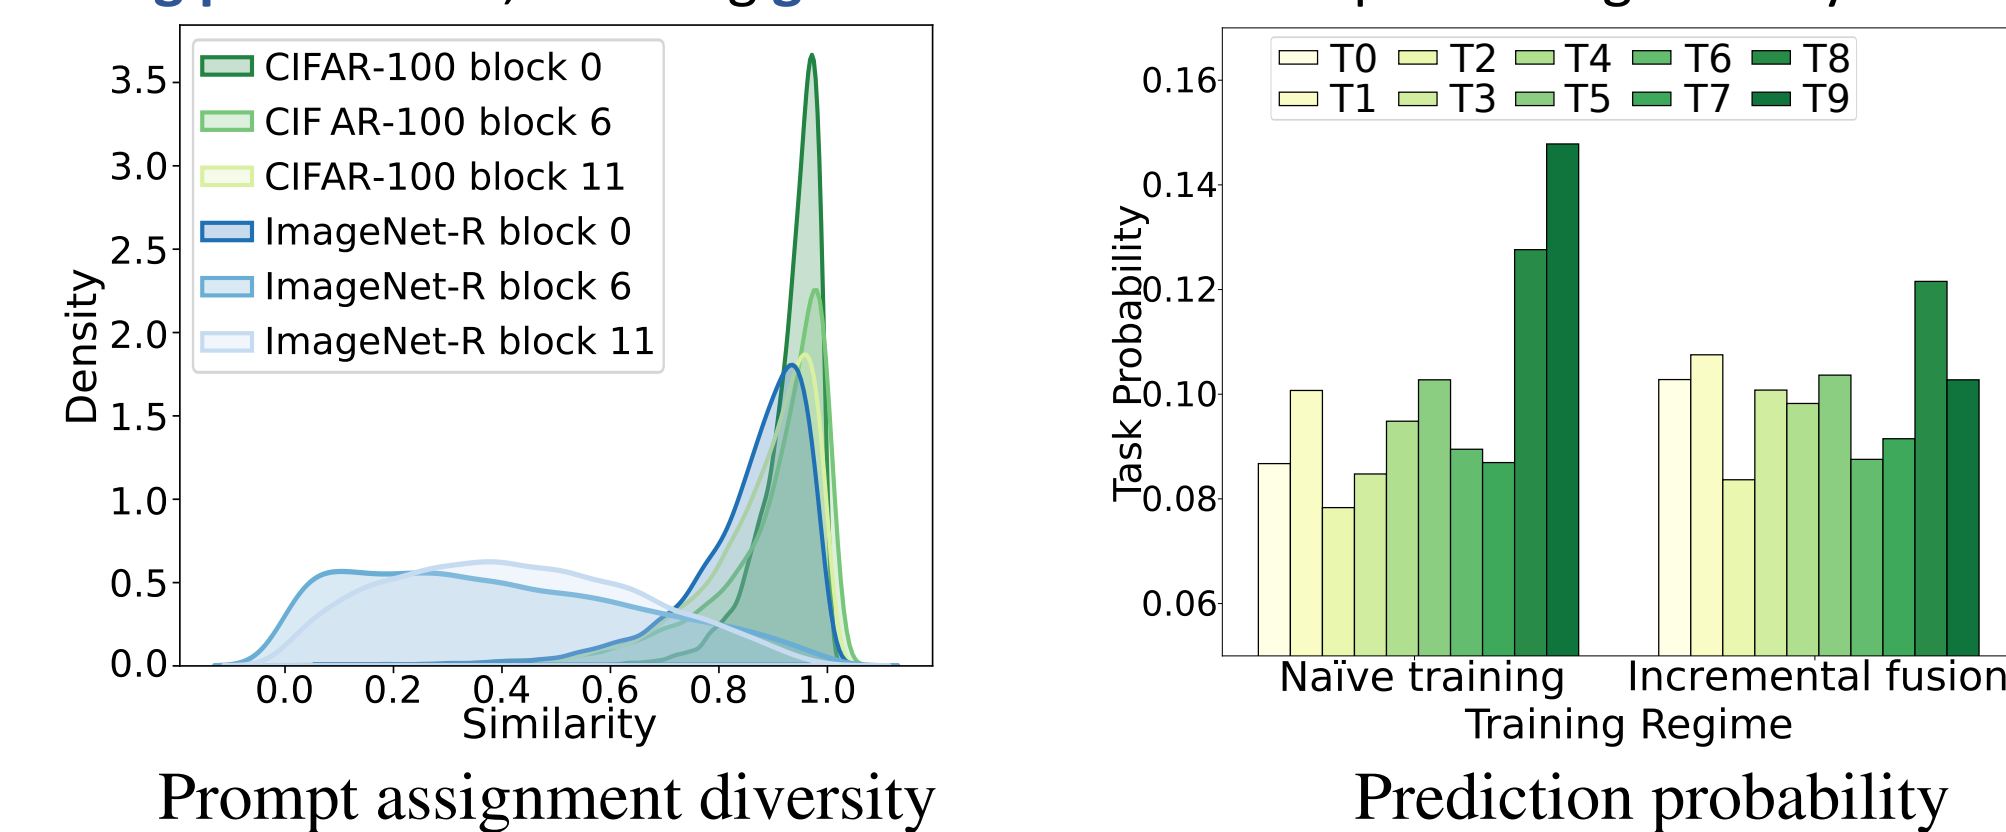 CIFAR-100 block 0
CIFAR-100 block 6
CIFAR-100 block 11
ImageNet-R block 0
ImageNet-R block 6
ImageNet-R block 11
Density
3.5
3.0
2.5
2.0
1.5
1.0
0.5
0.0
0.0 0.2 0.4 0.6 0.8 1.0
Similarity
Prompt assignment diversity
T0 T2 T4 T6 T8
T1 T3 T5 T7 T9
Task Probability
0.16
0.14
0.12
0.10
0.08
0.06
Naïve training Incremental fusion
Training Regime
Prediction probability